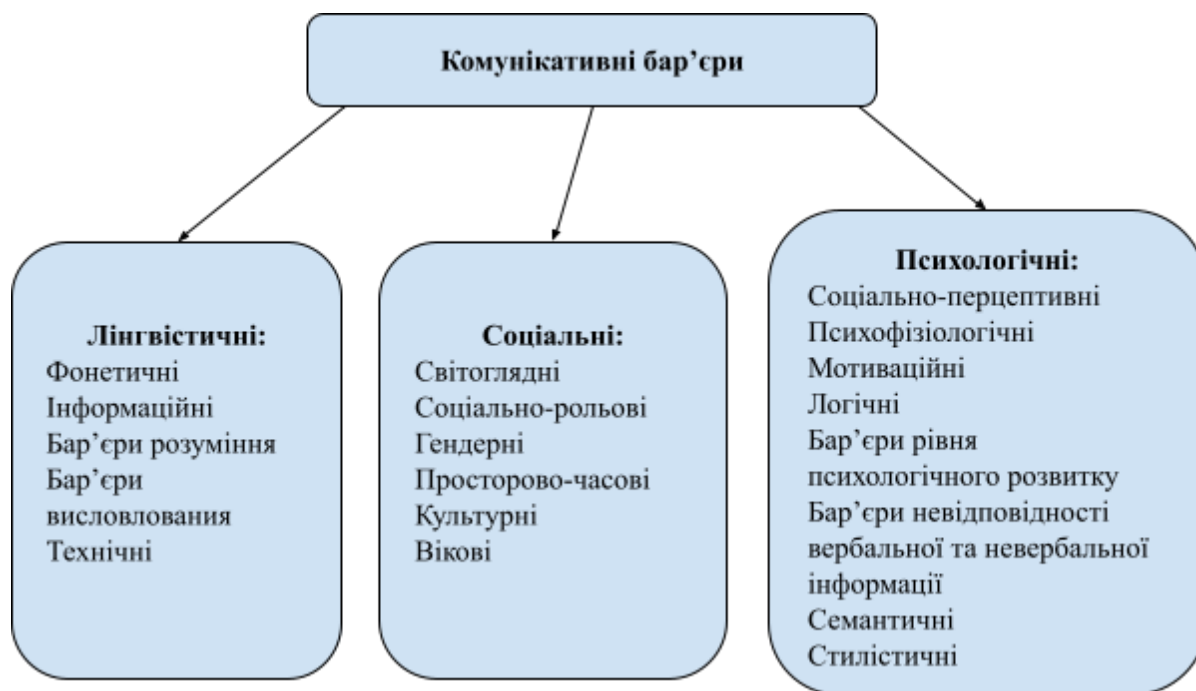 Комунікативні бар’єри
Лінгвістичні:
Фонетичні
Інформаційні
Бар’єри розуміння
Бар’єри
висловлования
Технічні
Соціальні:
Світоглядні
Соціально-рольові
Гендерні
Просторово-часові
Культурні
Вікові
Психологічні:
Соціально-перцептивні
Психофізіологічні
Мотиваційні
Логічні
Бар’єри рівня
психологічного розвитку
Бар’єри невідповідності
вербальної та невербальної
інформації
Семантичні
Стилістичні